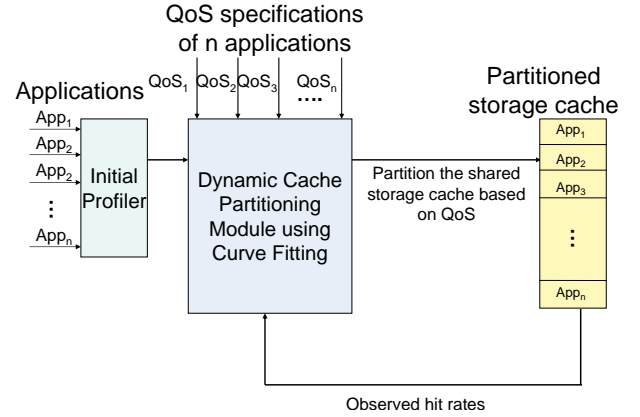 QoS specifications
of n applications
Applications
QoS1 QoS2 QoS3 .... QoSn
Partitioned
storage cache
App1
App2
App2
⋮
Appn
Initial
Profiler
Dynamic Cache
Partitioning
Module using
Curve Fitting
Partition the shared
storage cache based
on QoS
App1
App2
App3
⋮
Appn
Observed hit rates